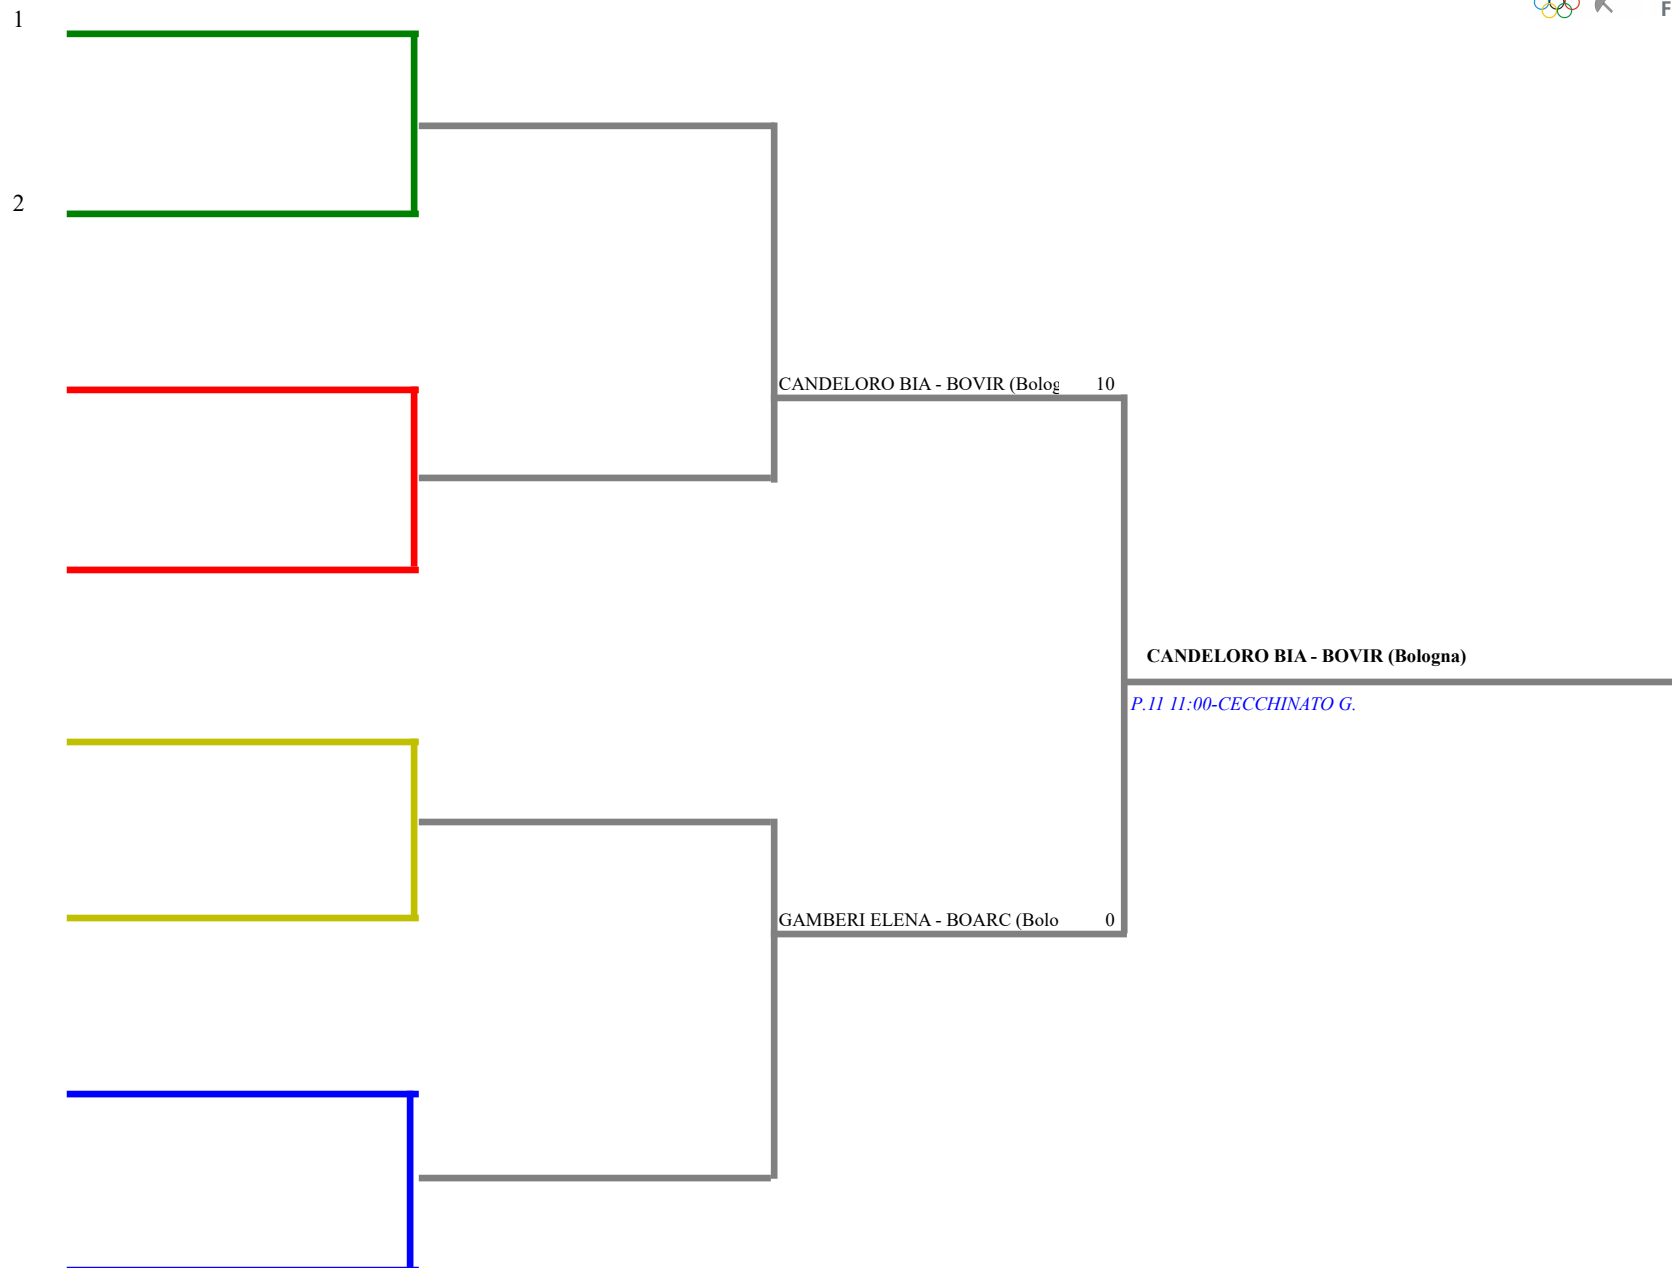 1
F
2
CANDELORO BIA - BOVIR (Bolog 10
CANDELORO BIA - BOVIR (Bologna)
P.11 11:00-CECCHINATO G.
GAMBERI ELENA - BOARC (Bolo 0